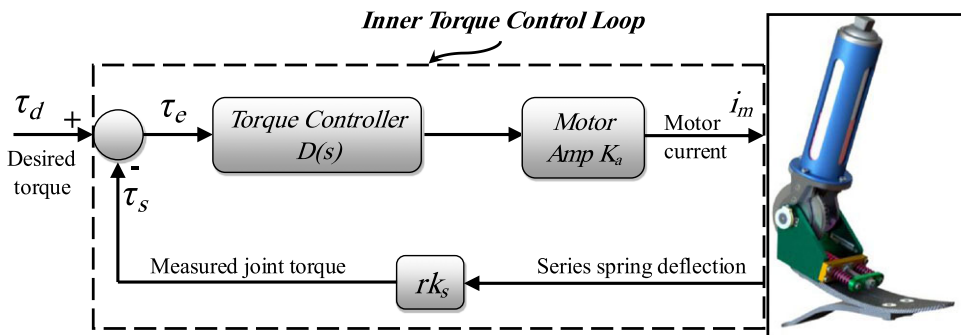 Inner Torque Control Loop
τd
+
τe
Torque Controller
D(s)
Motor
Amp Ka
im
Motor
current
Desired
torque
-
τs
Measured joint torque
rks
Series spring deflection